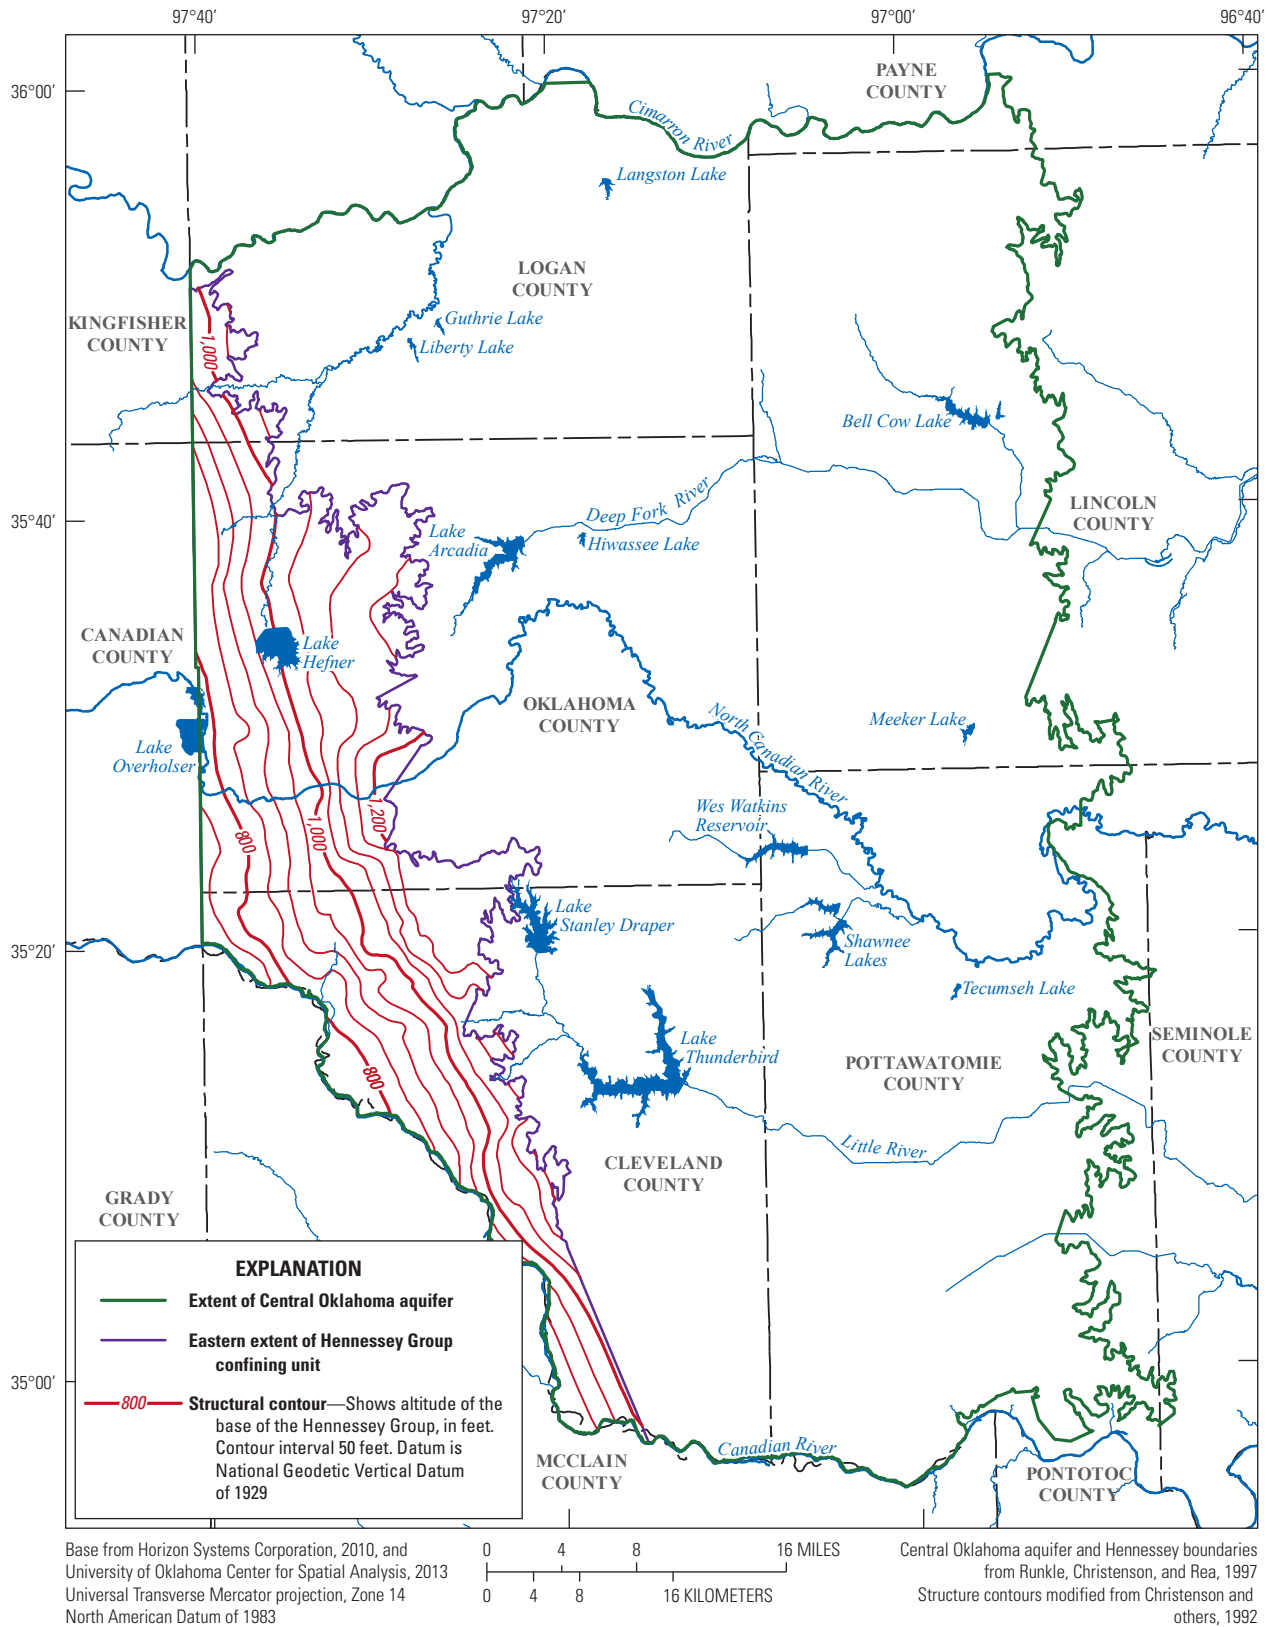 97°40′
97°20′
97°00′
96°40′
36°00′
35°40′
35°20′
35°00′
PAYNE
COUNTY
Cimarron River
Langston Lake
LOGAN
COUNTY
KINGFISHER
COUNTY
Guthrie Lake
Liberty Lake
1,000
Bell Cow Lake
LINCOLN
COUNTY
Deep Fork River
Lake
Arcadia
Hiwassee Lake
CANADIAN
COUNTY
Lake
Hefner
OKLAHOMA
COUNTY
North Canadian River
Meeker Lake
Lake
Overholser
Wes Watkins
Reservoir
800
1,000
1,200
Lake
Stanley Draper
Shawnee
Lakes
Tecumseh Lake
SEMINOLE
COUNTY
Lake
Thunderbird
POTTAWATOMIE
COUNTY
800
Little River
CLEVELAND
COUNTY
GRADY
COUNTY
EXPLANATION
Extent of Central Oklahoma aquifer
Eastern extent of Hennessey Group
confining unit
800
Structural contour—Shows altitude of the
base of the Hennessey Group, in feet.
Contour interval 50 feet. Datum is
National Geodetic Vertical Datum
of 1929
MCCLAIN
COUNTY
Canadian River
PONTOTOC
COUNTY
Base from Horizon Systems Corporation, 2010, and
University of Oklahoma Center for Spatial Analysis, 2013
Universal Transverse Mercator projection, Zone 14
North American Datum of 1983
0 4 8 16 MILES
0 4 8 16 KILOMETERS
Central Oklahoma aquifer and Hennessey boundaries
from Runkle, Christenson, and Rea, 1997
Structure contours modified from Christenson and
others, 1992